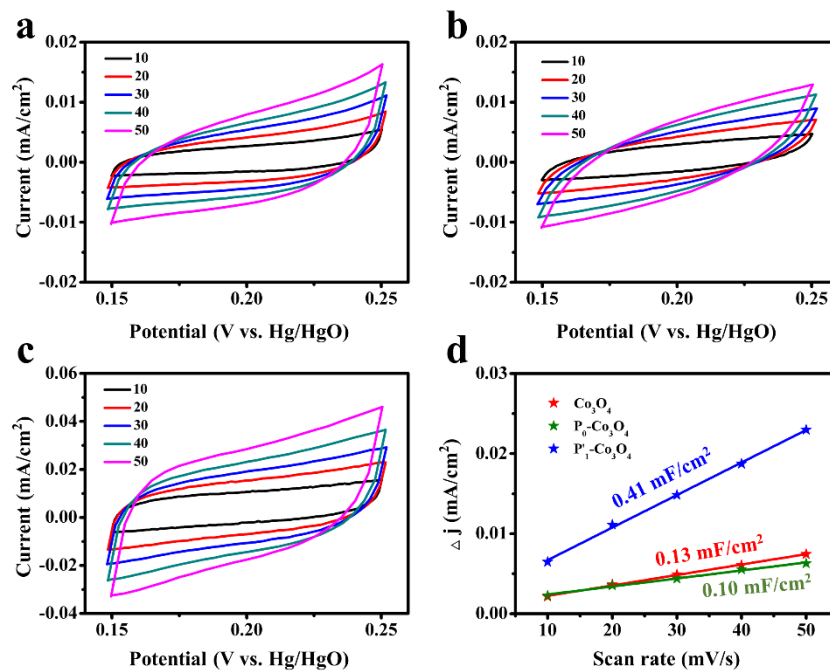 a
0.02
0.01
0.00
-0.01
-0.02
Current (mA/cm²)
10
20
30
40
50
0.15
0.20
0.25
Potential (V vs. Hg/HgO)
b
0.02
0.01
0.00
-0.01
-0.02
Current (mA/cm²)
10
20
30
40
50
0.15
0.20
0.25
Potential (V vs. Hg/HgO)
c
0.06
0.04
0.02
0.00
-0.02
-0.04
Current (mA/cm²)
10
20
30
40
50
0.15
0.20
0.25
Potential (V vs. Hg/HgO)
d
0.03
0.02
0.01
0.00
△ j (mA/cm²)
Co₃O₄
P₀-Co₃O₄
P'₁-Co₃O₄
0.41 mF/cm²
0.13 mF/cm²
0.10 mF/cm²
10
20
30
40
50
Scan rate (mV/s)